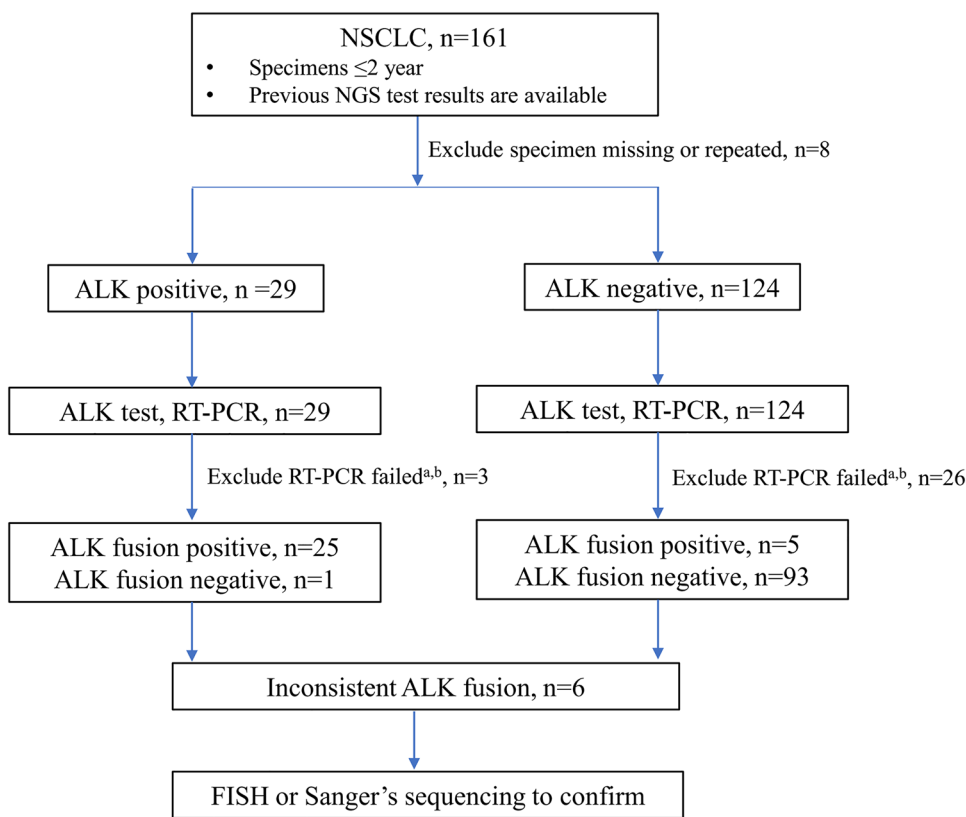 NSCLC, n=161
• Specimens ≤2 year
• Previous NGS test results are available
Exclude specimen missing or repeated, n=8
ALK positive, n =29
ALK negative, n=124
ALK test, RT-PCR, n=29
ALK test, RT-PCR, n=124
Exclude RT-PCR failedᵃ,ᵇ, n=3
Exclude RT-PCR failedᵃ,ᵇ, n=26
ALK fusion positive, n=25
ALK fusion negative, n=1
ALK fusion positive, n=5
ALK fusion negative, n=93
Inconsistent ALK fusion, n=6
FISH or Sanger’s sequencing to confirm